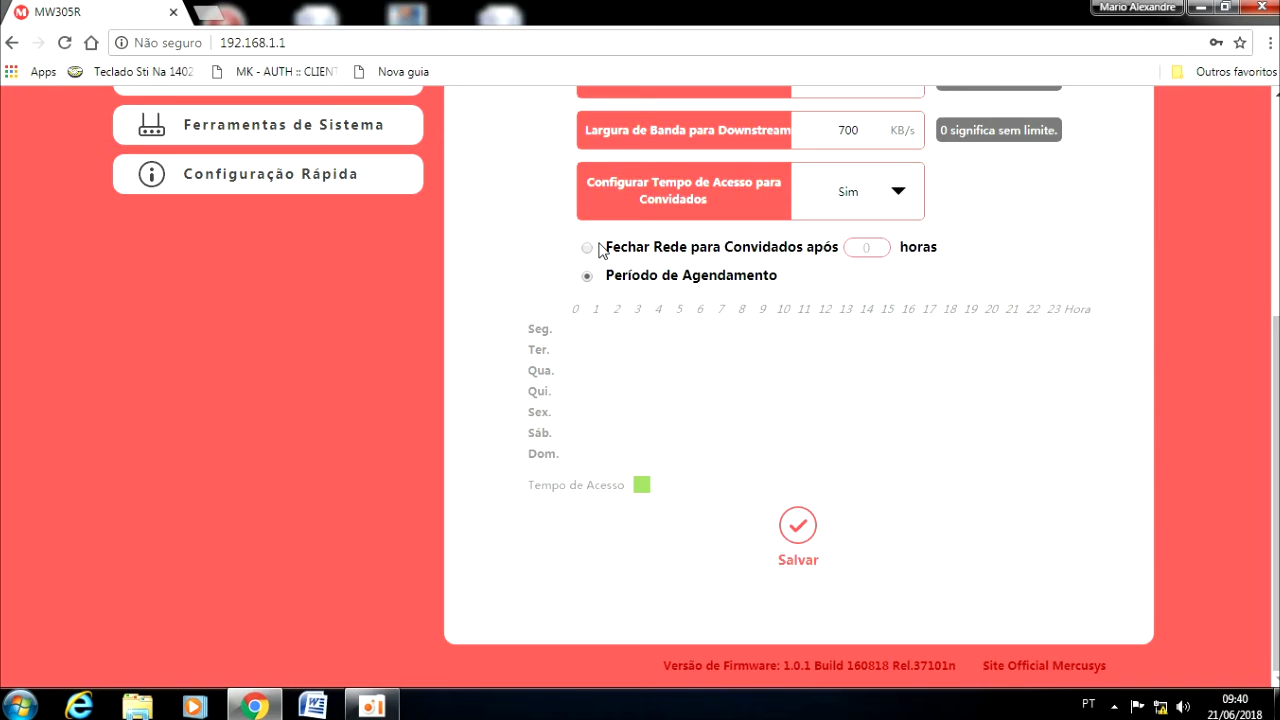 MW305R
Mario Alexandre
Não seguro
192.168.1.1
Apps
Teclado Sti Na 1402
MK - AUTH :: CLIENT
Nova guia
Outros favoritos
Ferramentas de Sistema
Configuração Rápida
Largura de Banda para Downstream
700
KB/s
0 significa sem limite.
Configurar Tempo de Acesso para
Convidados
Sim
Fechar Rede para Convidados após 0 horas
Período de Agendamento
0 1 2 3 4 5 6 7 8 9 10 11 12 13 14 15 16 17 18 19 20 21 22 23 Hora
Seg.
Ter.
Qua.
Qui.
Sex.
Sáb.
Dom.
Tempo de Acesso
Salvar
Versão de Firmware: 1.0.1 Build 160818 Rel.37101n
Site Official Mercusys
PT
09:40
21/06/2018